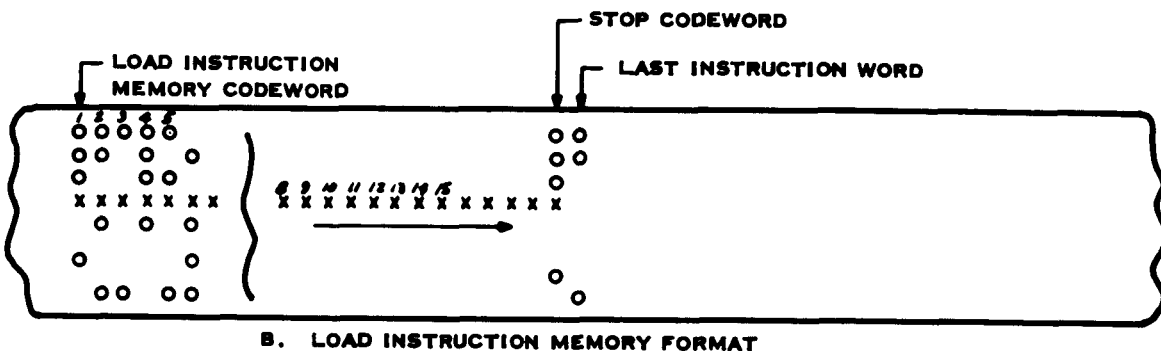 STOP CODEWORD
LOAD INSTRUCTION
MEMORY CODEWORD
LAST INSTRUCTION WORD
1 2 3 4 5
8 9 10 11 12 13 14 15
X X X X X X X X X X X X X X X X X X X X
B. LOAD INSTRUCTION MEMORY FORMAT